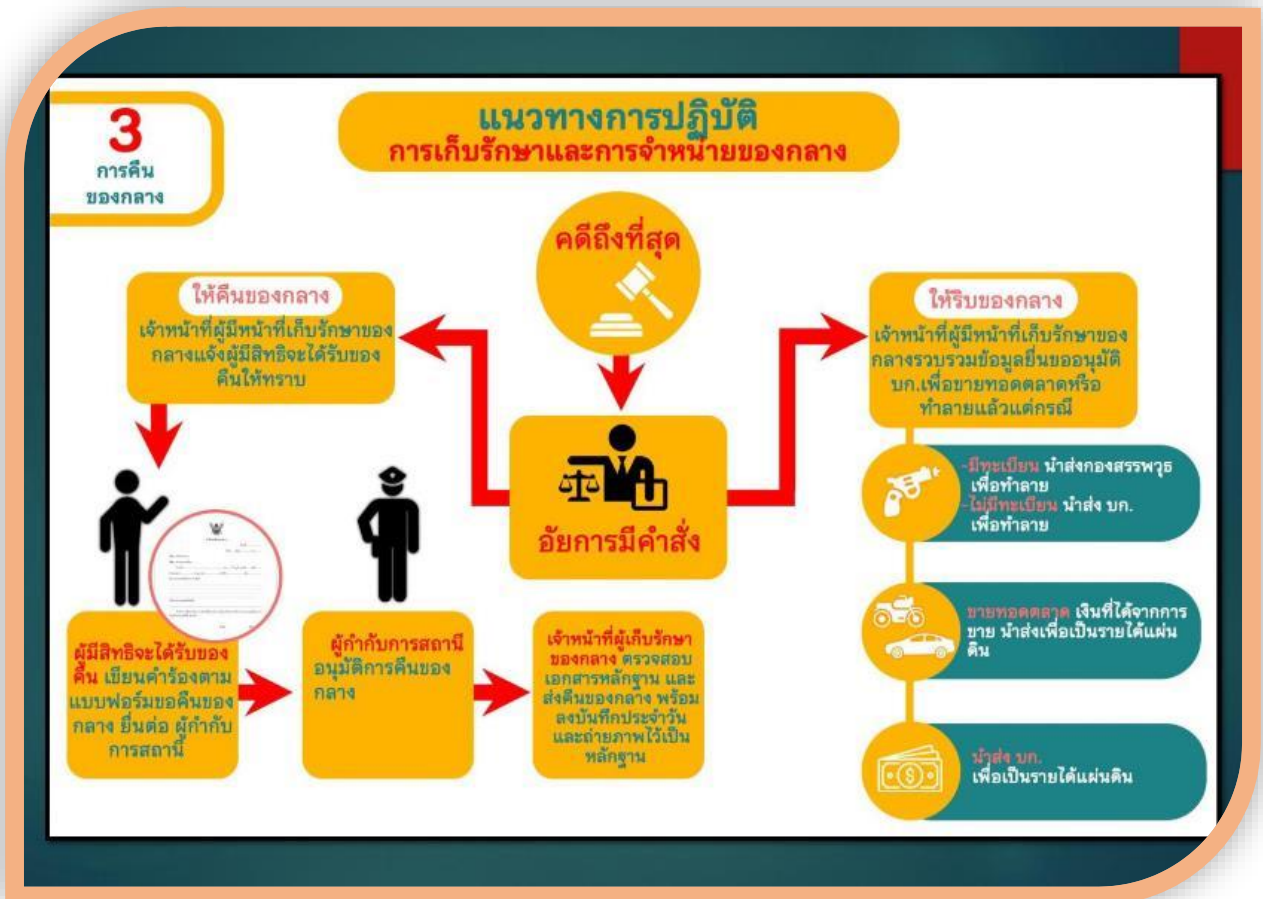 3
การคืน
ของกลาง
แนวทางการปฏิบัติ
การเก็บรักษาและการจำหน่ายของกลาง
คดีถึงที่สุด
อัยการมีคำสั่ง
ให้คืนของกลาง
เจ้าหน้าที่ผู้มีหน้าที่เก็บรักษาของ
กลางแจ้งผู้มีสิทธิจะได้รับของ
คืนให้ทราบ
ผู้มีสิทธิจะได้รับของ
คืน เขียนคำร้องตาม
แบบฟอร์มขอคืนของ
กลาง ยื่นต่อ ผู้กำกับ
การสถานี
ผู้กำกับการสถานี
อนุมัติการคืนของ
กลาง
เจ้าหน้าที่ผู้เก็บรักษา
ของกลาง ตรวจสอบ
เอกสารหลักฐาน และ
ส่งคืนของกลาง พร้อม
ลงบันทึกประจำวัน
และถ่ายภาพไว้เป็น
หลักฐาน
ให้ริบของกลาง
เจ้าหน้าที่ผู้มีหน้าที่เก็บรักษาของ
กลางรวบรวมข้อมูลยื่นขออนุมัติ
บก.เพื่อขายทอดตลาดหรือ
ทำลายแล้วแต่กรณี
-มีทะเบียน นำส่งกองสรรพาวุธ
เพื่อทำลาย
-ไม่มีทะเบียน นำส่ง บก.
เพื่อทำลาย
ขายทอดตลาด เงินที่ได้จากการ
ขาย นำส่งเพื่อเป็นรายได้แผ่น
ดิน
นำส่ง บก.
เพื่อเป็นรายได้แผ่นดิน